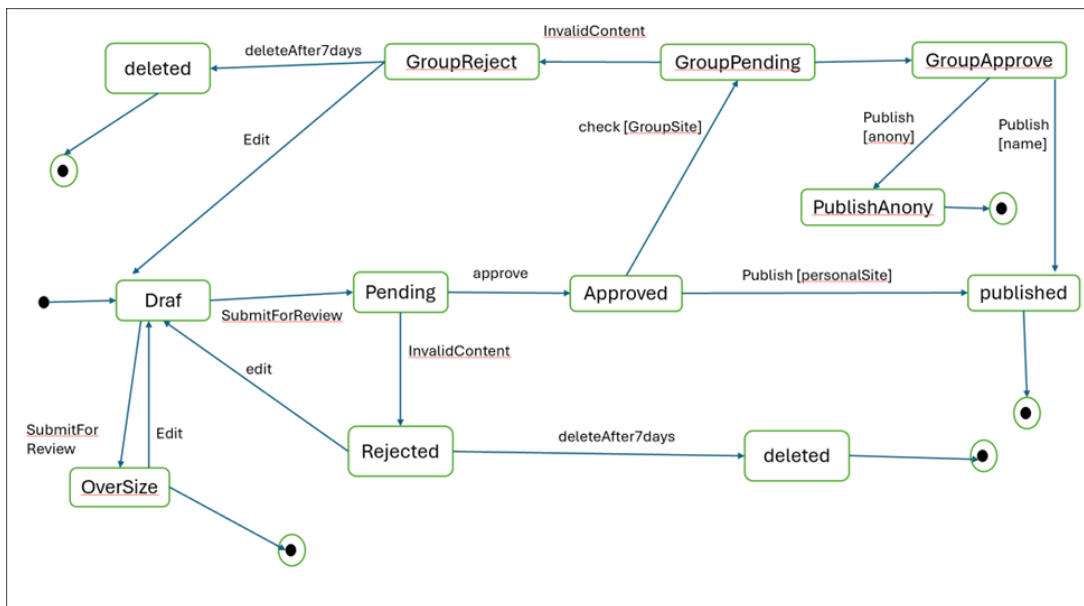 InvalidContent
deleteAfter7days
deleted
GroupReject
GroupPending
GroupApprove
check [GroupSite]
Publish
[anony]
Publish
[name]
Edit
PublishAnony
approve
Publish [personalSite]
Draf
Pending
Approved
published
SubmitForReview
InvalidContent
edit
SubmitFor
Review
Edit
Rejected
deleteAfter7days
deleted
OverSize